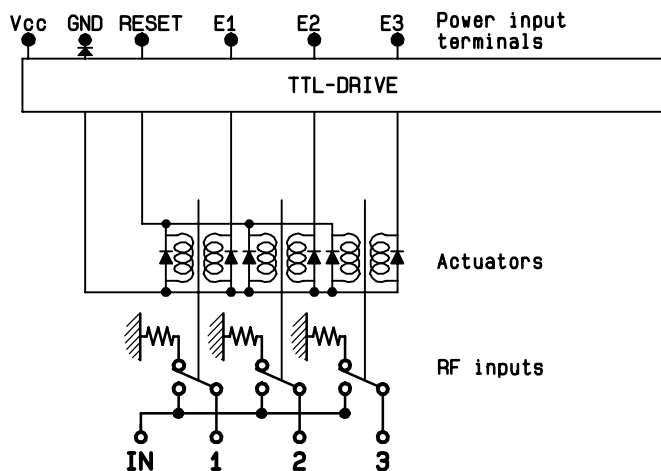 Vcc GND RESET E1 E2 E3 Power input
terminals
TTL-DRIVE
Actuators
RF inputs
IN 1 2 3